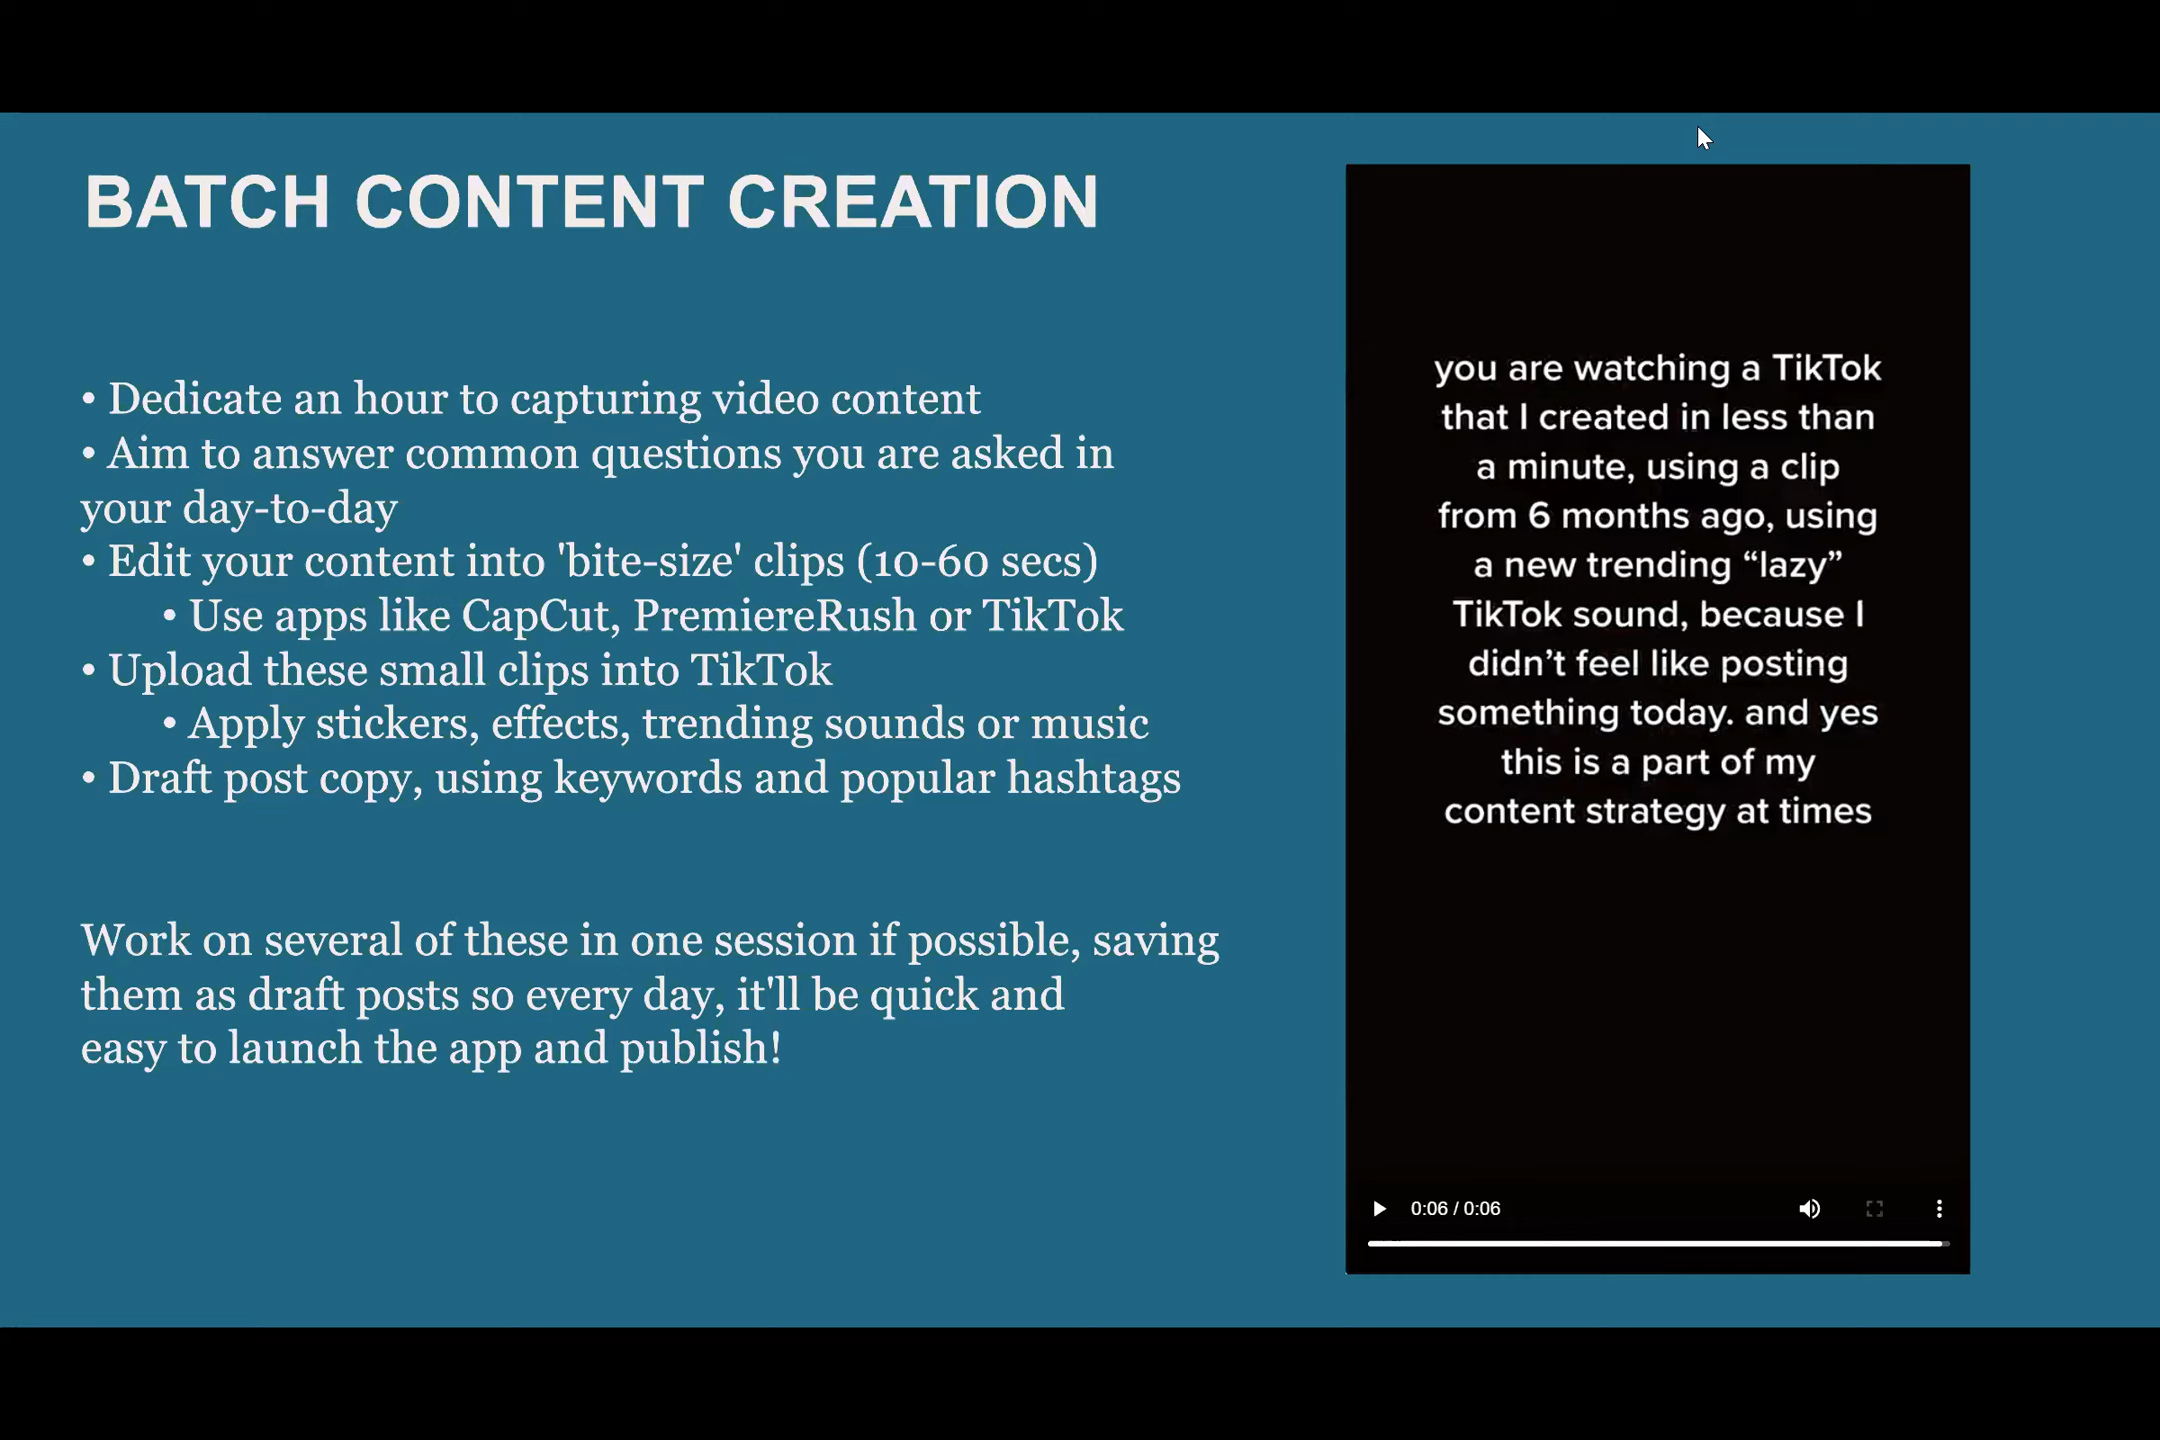 BATCH CONTENT CREATION
• Dedicate an hour to capturing video content
• Aim to answer common questions you are asked in
your day-to-day
• Edit your content into 'bite-size' clips (10-60 secs)
• Use apps like CapCut, PremiereRush or TikTok
• Upload these small clips into TikTok
• Apply stickers, effects, trending sounds or music
• Draft post copy, using keywords and popular hashtags
Work on several of these in one session if possible, saving
them as draft posts so every day, it'll be quick and
easy to launch the app and publish!
you are watching a TikTok
that I created in less than
a minute, using a clip
from 6 months ago, using
a new trending “lazy”
TikTok sound, because I
didn’t feel like posting
something today. and yes
this is a part of my
content strategy at times
0:06 / 0:06